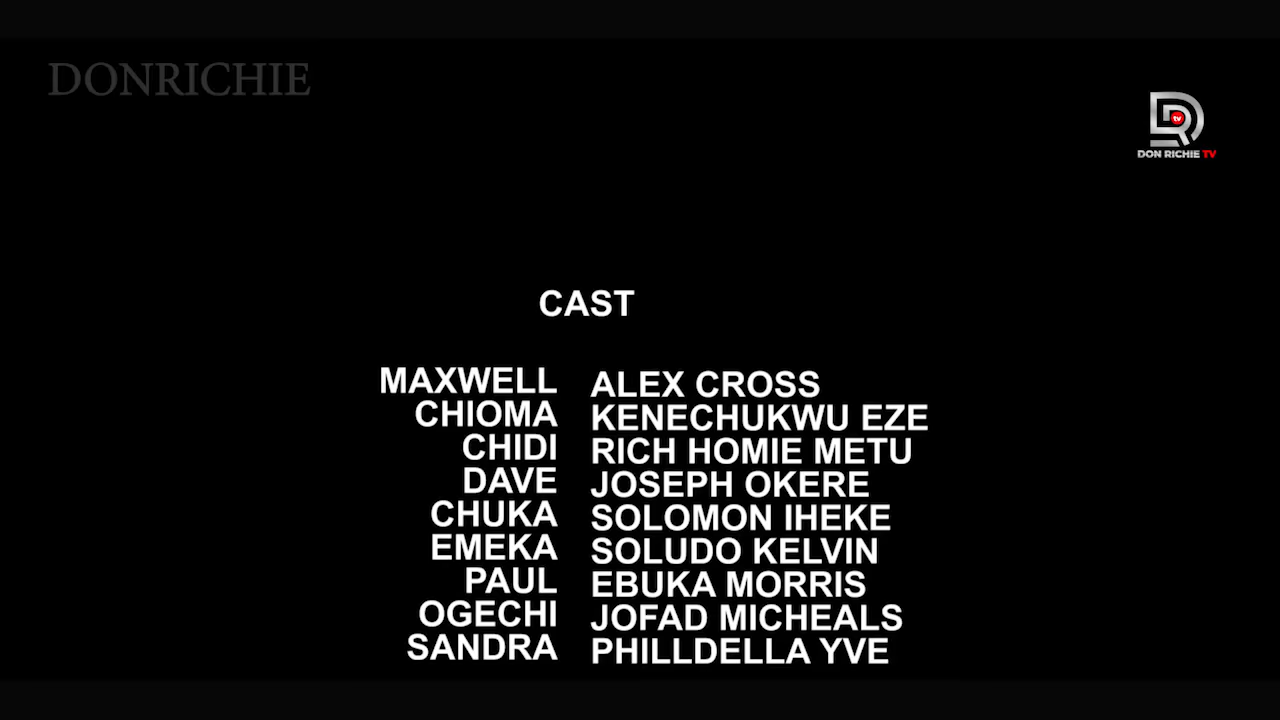 DONRICHIE
tv
DON RICHIE TV
CAST
MAXWELL ALEX CROSS
CHIOMA KENECHUKWU EZE
CHIDI RICH HOMIE METU
DAVE JOSEPH OKERE
CHUKA SOLOMON IHEKE
EMEKA SOLUDO KELVIN
PAUL EBUKA MORRIS
OGECHI JOFAD MICHEALS
SANDRA PHILLDELLA YVE